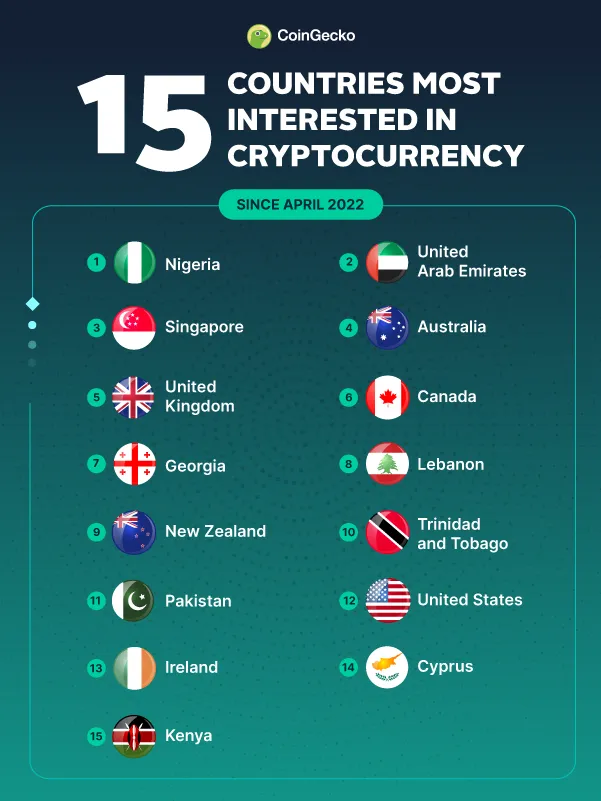 CoinGecko
15
COUNTRIES MOST
INTERESTED IN
CRYPTOCURRENCY
SINCE APRIL 2022
1 Nigeria
2 United
Arab Emirates
3 Singapore
4 Australia
5 United
Kingdom
6 Canada
7 Georgia
8 Lebanon
9 New Zealand
10 Trinidad
and Tobago
11 Pakistan
12 United States
13 Ireland
14 Cyprus
15 Kenya